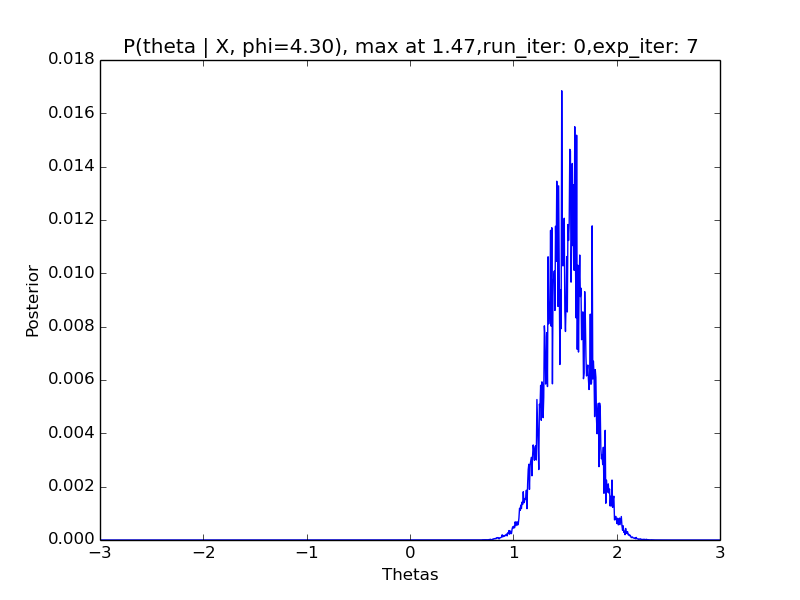 P(theta | X, phi=4.30), max at 1.47,run_iter: 0,exp_iter: 7
0.018
0.016
0.014
0.012
0.010
0.008
0.006
0.004
0.002
0.000
Posterior
−3 −2 −1 0 1 2 3
Thetas